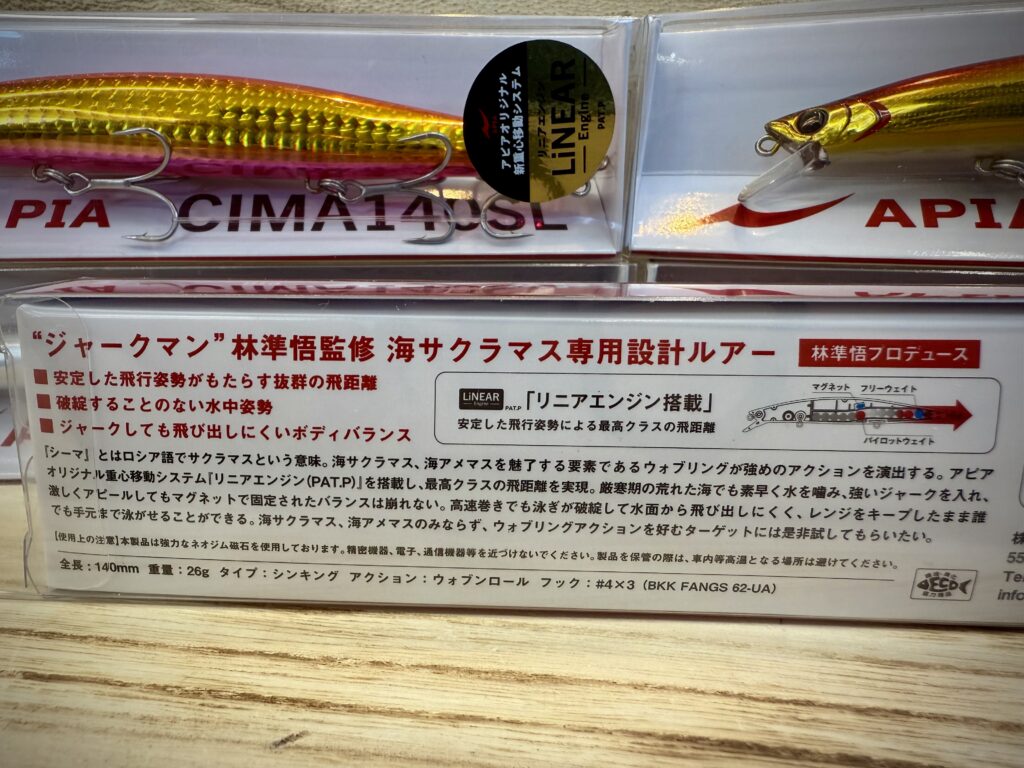 アピアオリジナル
新重心移動システム
リニアエンジン
LiNEAR
Engine
PAT.P
PIA
CIMA140SL
APIA
“ジャークマン”林準悟監修 海サクラマス専用設計ルアー
林準悟プロデュース
■安定した飛行姿勢がもたらす抜群の飛距離
■破綻することのない水中姿勢
■ジャークしても飛び出しにくいボディバランス
LiNEAR Engine PAT.P 「リニアエンジン搭載」
安定した飛行姿勢による最高クラスの飛距離
マグネット フリーウェイト
パイロットウェイト
『シーマ』とはロシア語でサクラマスという意味。海サクラマス、海アメマスを魅了する要素であるウォブリングが強めのアクションを演出する。アピア
オリジナル重心移動システム『リニアエンジン(PAT.P)』を搭載し、最高クラスの飛距離を実現。厳寒期の荒れた海でも素早く水を噛み、強いジャークを入れ、
激しくアピールしてもマグネットで固定されたバランスは崩れない。高速巻きでも泳ぎが破綻して水面から飛び出しにくく、レンジをキープしたまま誰
でも手元まで泳がせることができる。海サクラマス、海アメマスのみならず、ウォブリングアクションを好むターゲットには是非試してもらいたい。
【使用上の注意】本製品は強力なネオジム磁石を使用しております。精密機器、電子、通信機器等を近づけないでください。製品を保管の際は、車内等高温となる場所は避けてください。
全長:140mm 重量:26g タイプ:シンキング アクション:ウォブンロール フック:#4×3 (BKK FANGS 62-UA)
ECO
株
55
Te
info